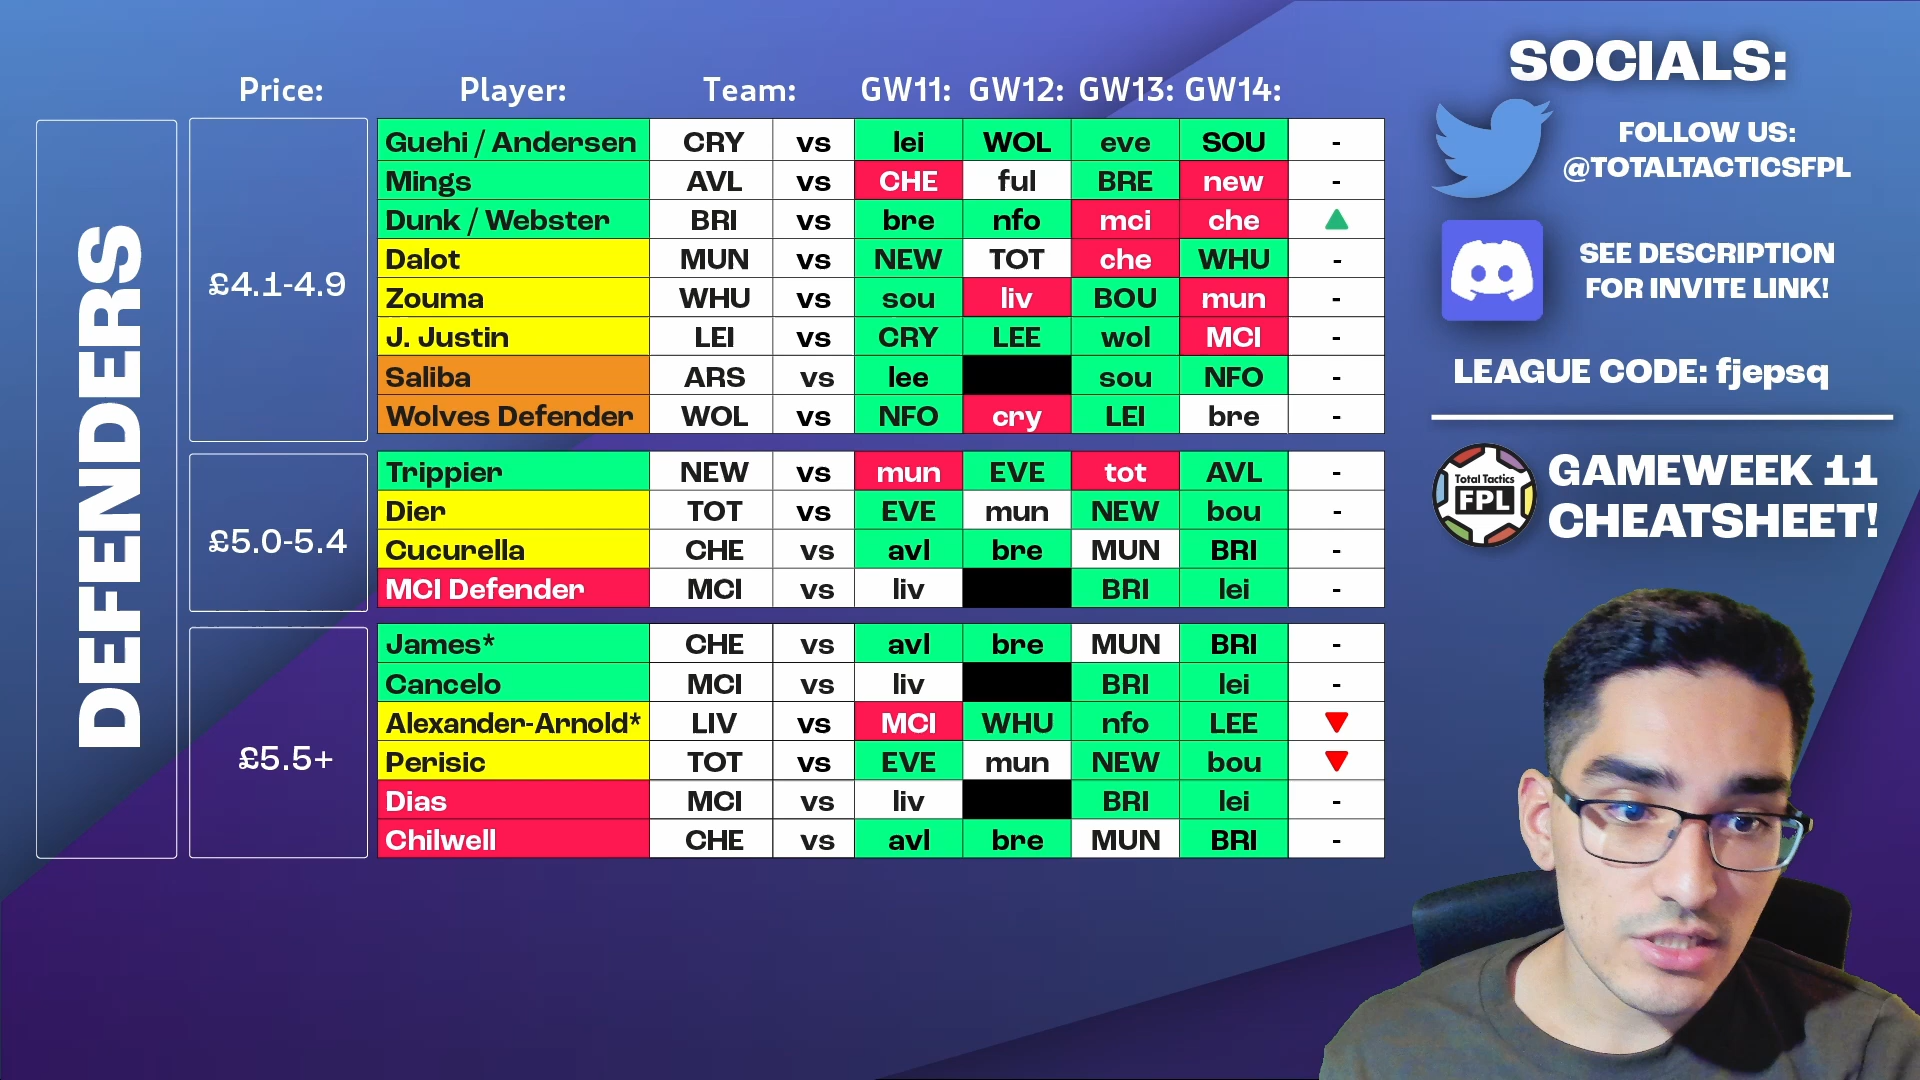 SOCIALS:
Price: Player: Team: GW11: GW12: GW13: GW14:
DEFENDERS
£4.1-4.9
Guehi / Andersen CRY vs lei WOL eve SOU -
Mings AVL vs CHE ful BRE new -
Dunk / Webster BRI vs bre nfo mci che
Dalot MUN vs NEW TOT che WHU -
Zouma WHU vs sou liv BOU mun -
J. Justin LEI vs CRY LEE wol MCI -
Saliba ARS vs lee sou NFO -
Wolves Defender WOL vs NFO cry LEI bre -
£5.0-5.4
Trippier NEW vs mun EVE tot AVL -
Dier TOT vs EVE mun NEW bou -
Cucurella CHE vs avl bre MUN BRI -
MCI Defender MCI vs liv BRI lei -
£5.5+
James* CHE vs avl bre MUN BRI -
Cancelo MCI vs liv BRI lei -
Alexander-Arnold* LIV vs MCI WHU nfo LEE
Perisic TOT vs EVE mun NEW bou
Dias MCI vs liv BRI lei -
Chilwell CHE vs avl bre MUN BRI -
FOLLOW US:
@TOTALTACTICSFPL
SEE DESCRIPTION
FOR INVITE LINK!
LEAGUE CODE: fjepsq
Total Tactics
FPL
GAMEWEEK 11
CHEATSHEET!